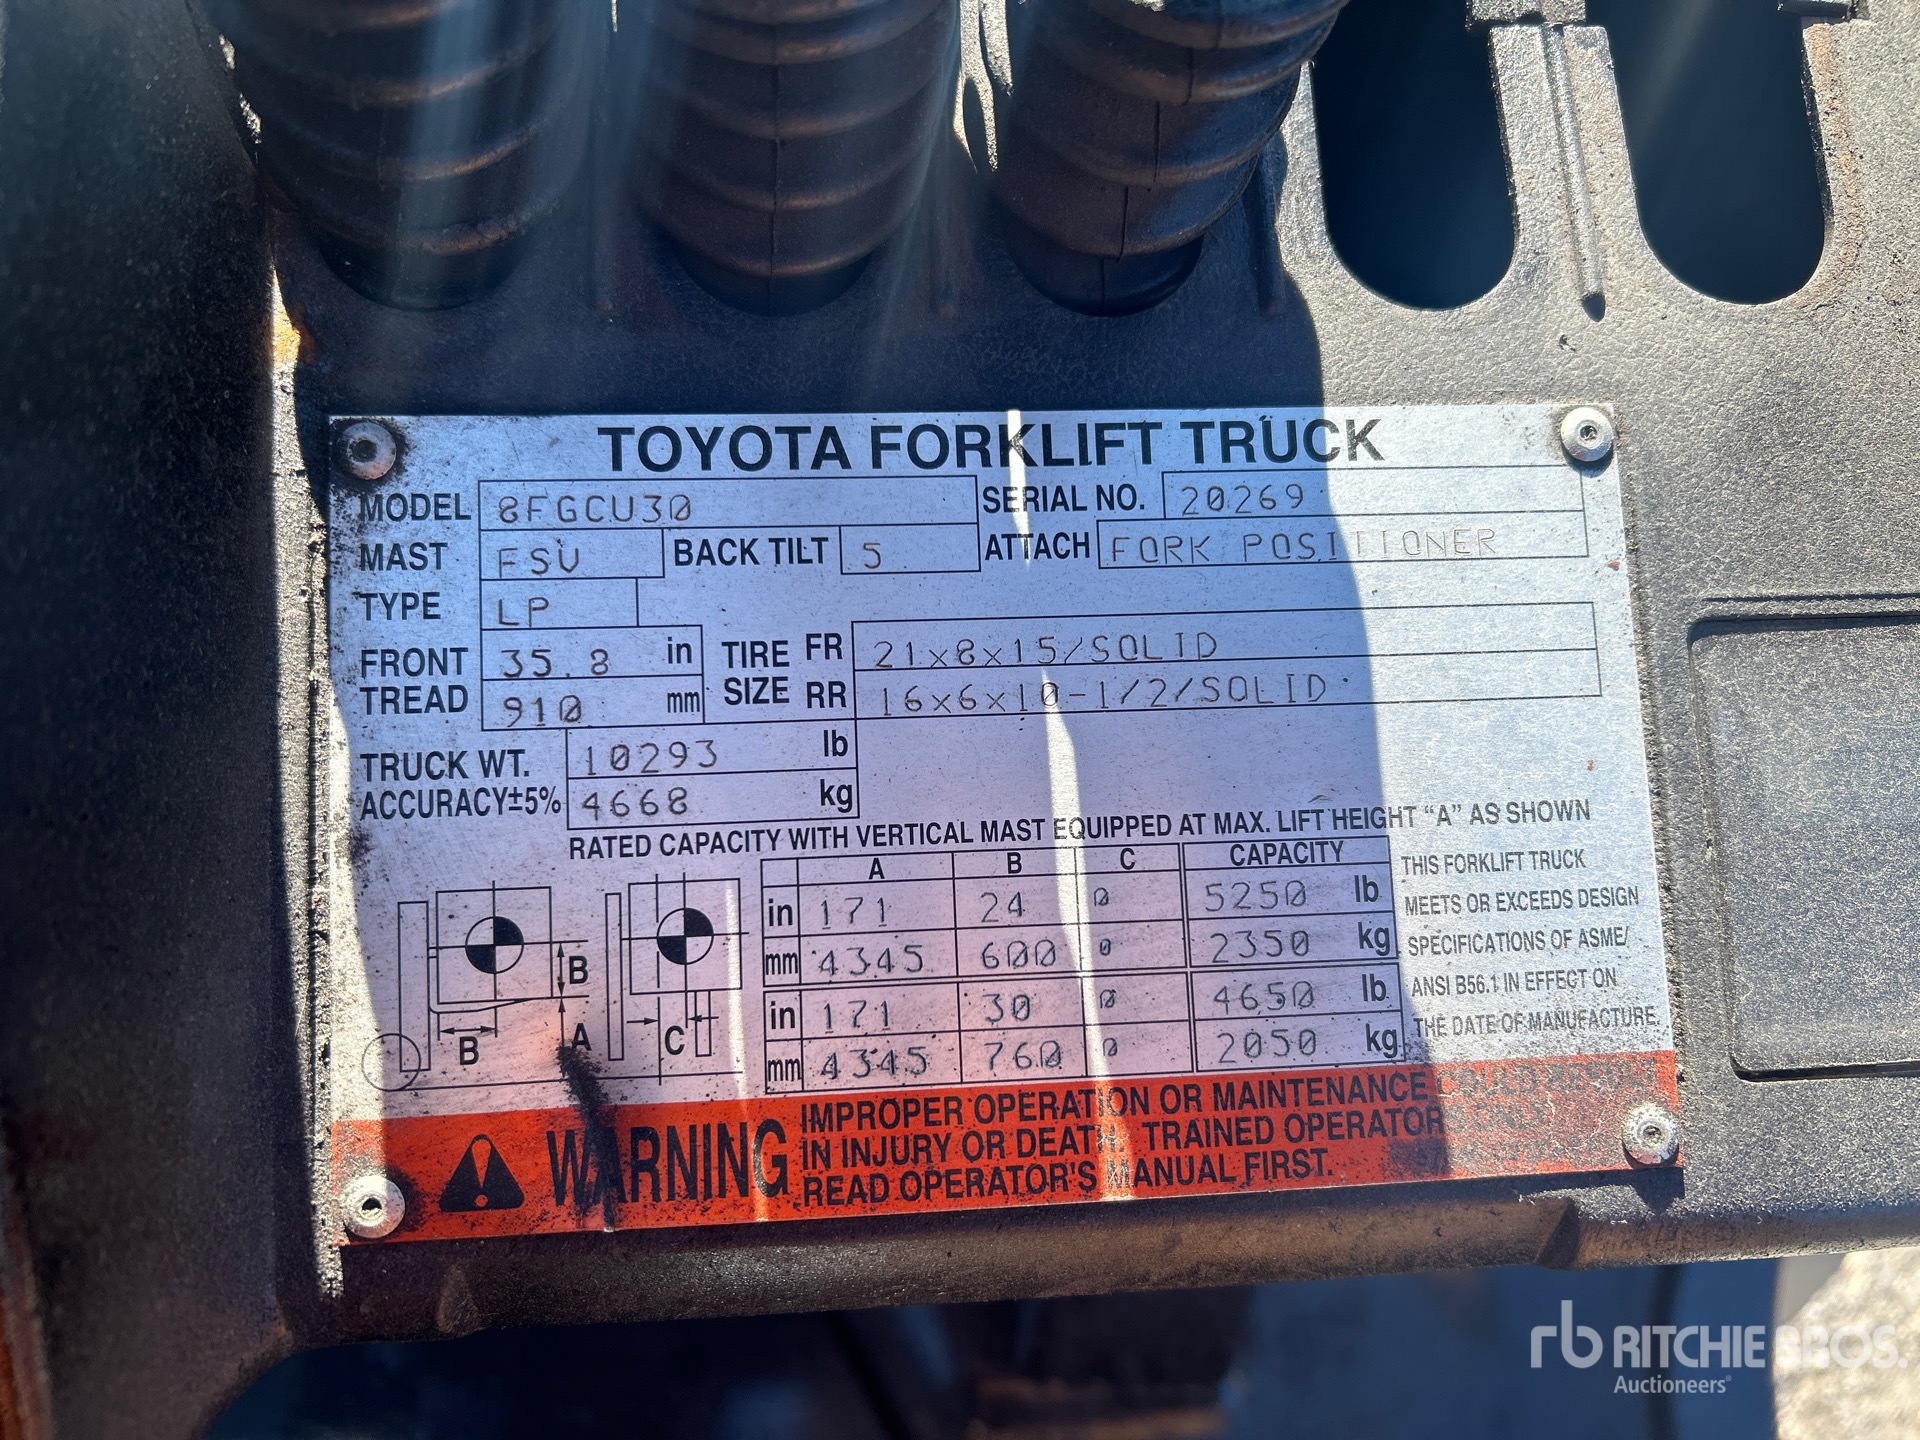 TOYOTA FORKLIFT TRUCK
MODEL 8FGCU30 SERIAL NO. 20269
MAST FSV BACK TILT 5 ATTACH FORK POSITIONER
TYPE LP
FRONT TREAD 35.8 in TIRE SIZE FR 21x8x15/SOLID
910 mm RR 16x6x10-1/2/SOLID
TRUCK WT. 10293 lb
ACCURACY±5% 4668 kg
RATED CAPACITY WITH VERTICAL MAST EQUIPPED AT MAX. LIFT HEIGHT "A" AS SHOWN
A B C CAPACITY
in 171 24 0 5250 lb
mm 4345 600 0 2350 kg
in 171 30 0 4650 lb
mm 4345 760 0 2050 kg
B
B
A
C
THIS FORKLIFT TRUCK
MEETS OR EXCEEDS DESIGN
SPECIFICATIONS OF ASME/
ANSI B56.1 IN EFFECT ON
THE DATE OF MANUFACTURE.
WARNING
IMPROPER OPERATION OR MAINTENANCE COULD RESULT
IN INJURY OR DEATH. TRAINED OPERATORS ONLY
READ OPERATOR'S MANUAL FIRST.
rb RITCHIE BROS.
Auctioneers